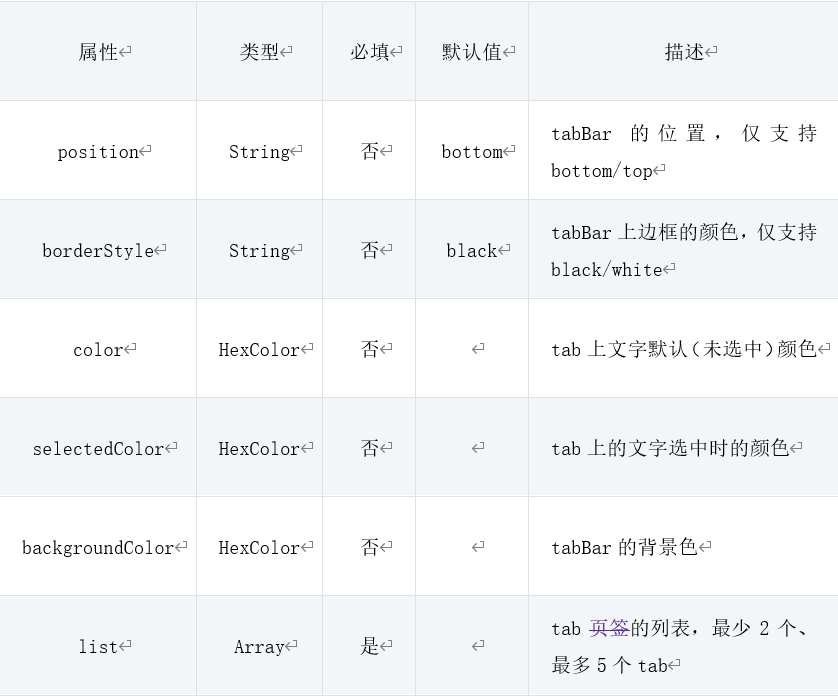 属性 类型 必填 默认值 描述
position String 否 bottom tabBar 的位置，仅支持
bottom/top
borderStyle String 否 black tabBar 上边框的颜色，仅支持
black/white
color HexColor 否 tab 上文字默认（未选中）颜色
selectedColor HexColor 否 tab 上的文字选中时的颜色
backgroundColor HexColor 否 tabBar 的背景色
list Array 是 tab 页签的列表，最少 2 个、
最多 5 个 tab